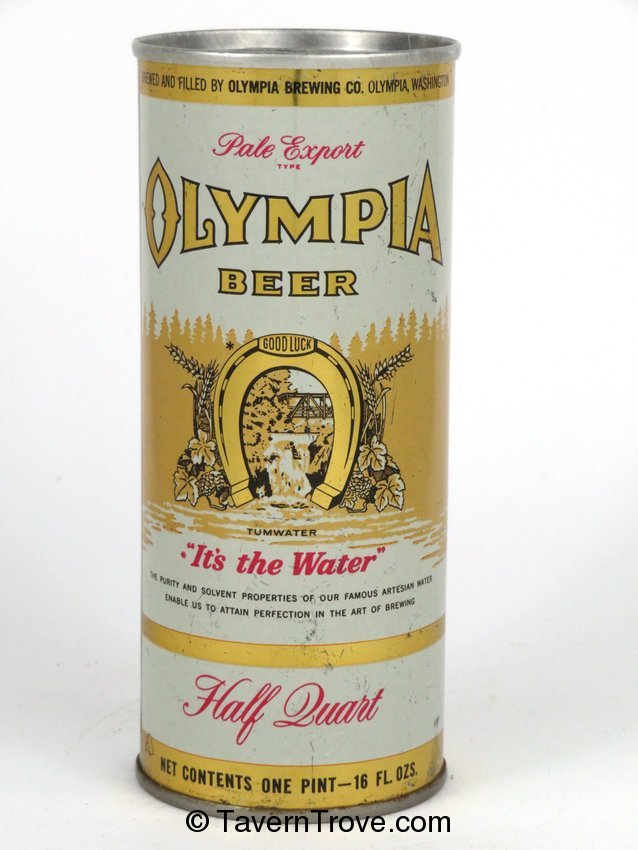 BREWED AND FILLED BY OLYMPIA BREWING CO. OLYMPIA, WASHINGTON
Pale Export
TYPE
OLYMPIA
BEER
GOOD LUCK
*
TUMWATER
*"It's the Water"
THE PURITY AND SOLVENT PROPERTIES OF OUR FAMOUS ARTESIAN WATER
ENABLE US TO ATTAIN PERFECTION IN THE ART OF BREWING
Half Quart
NET CONTENTS ONE PINT—16 FL. OZS.
© TavernTrove.com